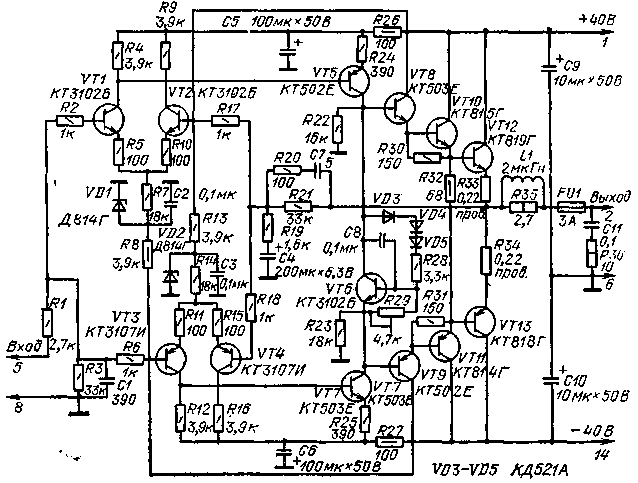 R9
3,9к
C5 100мк×50В
R26
100
+40В
1
R4
3,9к
R24
390
C9
10мк×50В
VT1
КТ3102Б
VT2
КТ3102Б
VT5
КТ502Е
VT8
КТ503Е
VT10
КТ815Г
VT12
КТ819Г
R2
1к
R17
1к
R22
16к
R5
100
R10
100
C7
5
R20
100
R30
150
L1
2мкГн
R7
18к
C2
0,1мк
R21
33к
R32
68
R33
0,22
пров.
R35
2,7
FU1
3А
Выход
2
VD1
Д814Г
VD3
VD4
VD5
VD2
Д814Г
R13
3,9к
R19
1,6к
C8
0,1мк
C11
0,1
R36
10
6
R8
3,9к
R14
18к
C3
0,1мк
C4
200мк×6,3В
R28
3,3к
R34
0,22
пров.
R1
2,7к
VT3
КТ3107И
R11
100
R15
100
R18
1к
VT6
КТ3102Б
R29
4,7к
R31
150
R23
18к
VT13
КТ818Г
Вход
5
R6
1к
VT4
КТ3107И
VT11
КТ814Г
R3
33к
C1
390
8
VT7
КТ503Е
VT7
КТ503Е
VT9
КТ502Е
C10
10мк×50В
R12
3,9к
R16
3,9к
R25
390
R27
100
−40В
14
C6
100мк×50В
VD3-VD5 КД521А